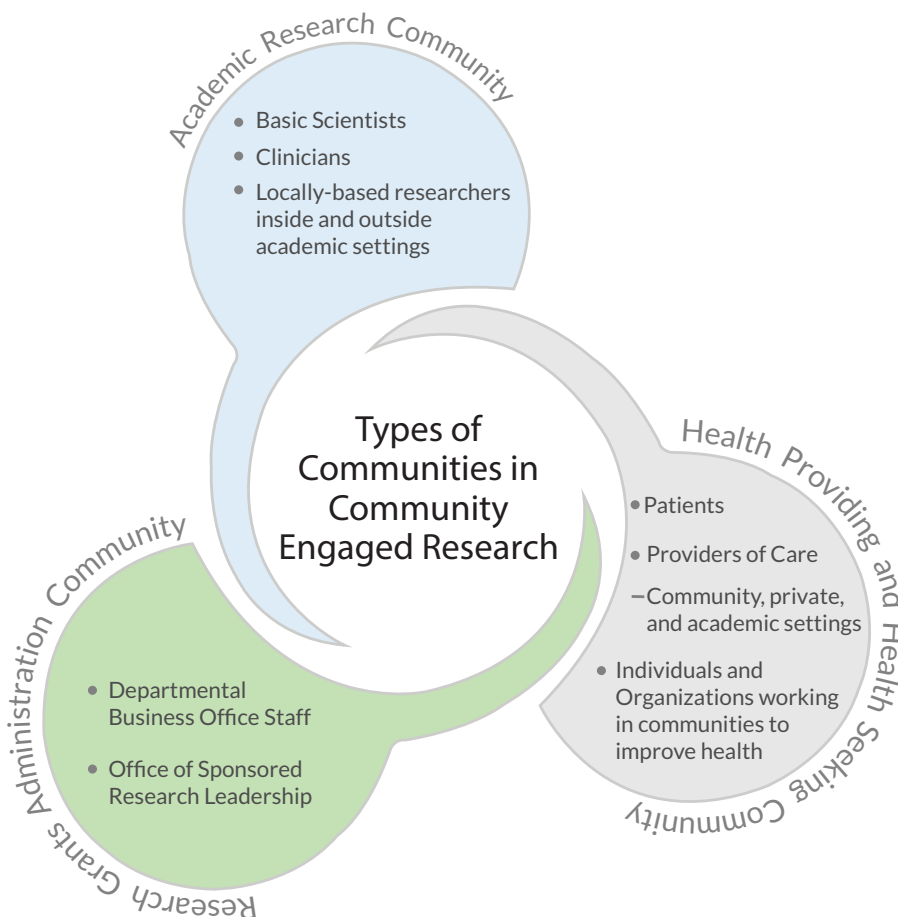 Academic Research Community
• Basic Scientists
• Clinicians
• Locally-based researchers
inside and outside
academic settings
Types of
Communities in
Community
Engaged Research
Health Providing and Health Seeking Community
• Patients
• Providers of Care
– Community, private,
and academic settings
• Individuals and
Organizations working
in communities to
improve health
Research Grants Administration Community
• Departmental
Business Office Staff
• Office of Sponsored
Research Leadership